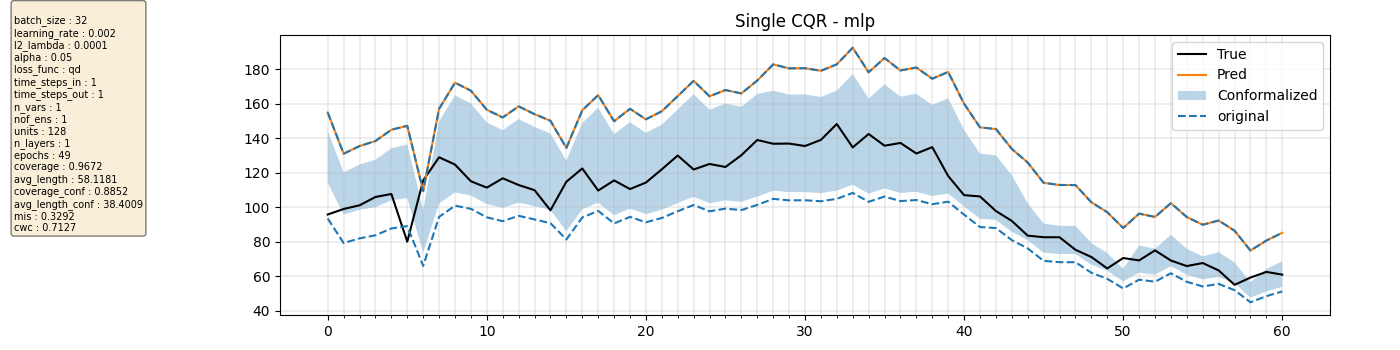 batch_size : 32
learning_rate : 0.002
l2_lambda : 0.0001
alpha : 0.05
loss_func : qd
time_steps_in : 1
time_steps_out : 1
n_vars : 1
nof_ens : 1
units : 128
n_layers : 1
epochs : 49
coverage : 0.9672
avg_length : 58.1181
coverage_conf : 0.8852
avg_length_conf : 38.4009
mis : 0.3292
cwc : 0.7127
Single CQR - mlp
True
Pred
Conformalized
original
180
160
140
120
100
80
60
40
0 10 20 30 40 50 60